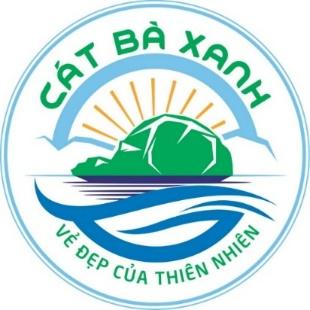 CÁT BÀ XANH
VẺ ĐẸP CỦA THIÊN NHIÊN